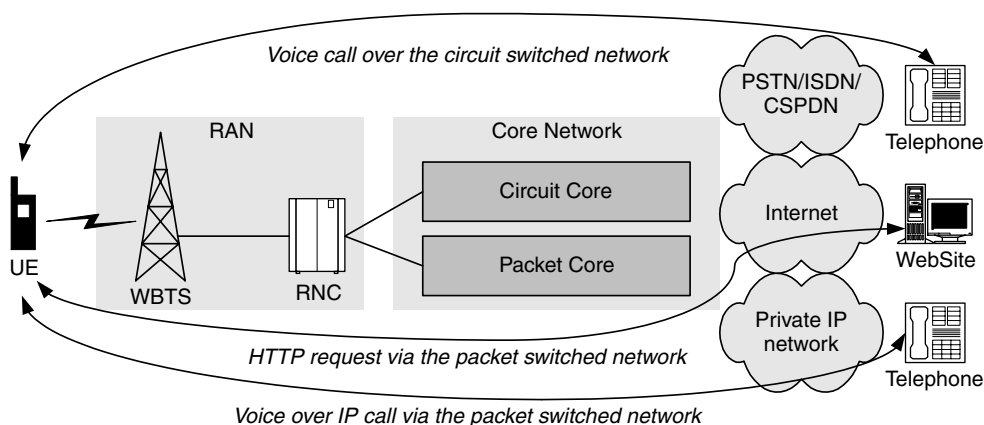 Voice call over the circuit switched network
PSTN/ISDN/
CSPDN
Telephone
RAN
Core Network
Circuit Core
Internet
Packet Core
UE
WBTS
RNC
WebSite
HTTP request via the packet switched network
Private IP
network
Telephone
Voice over IP call via the packet switched network